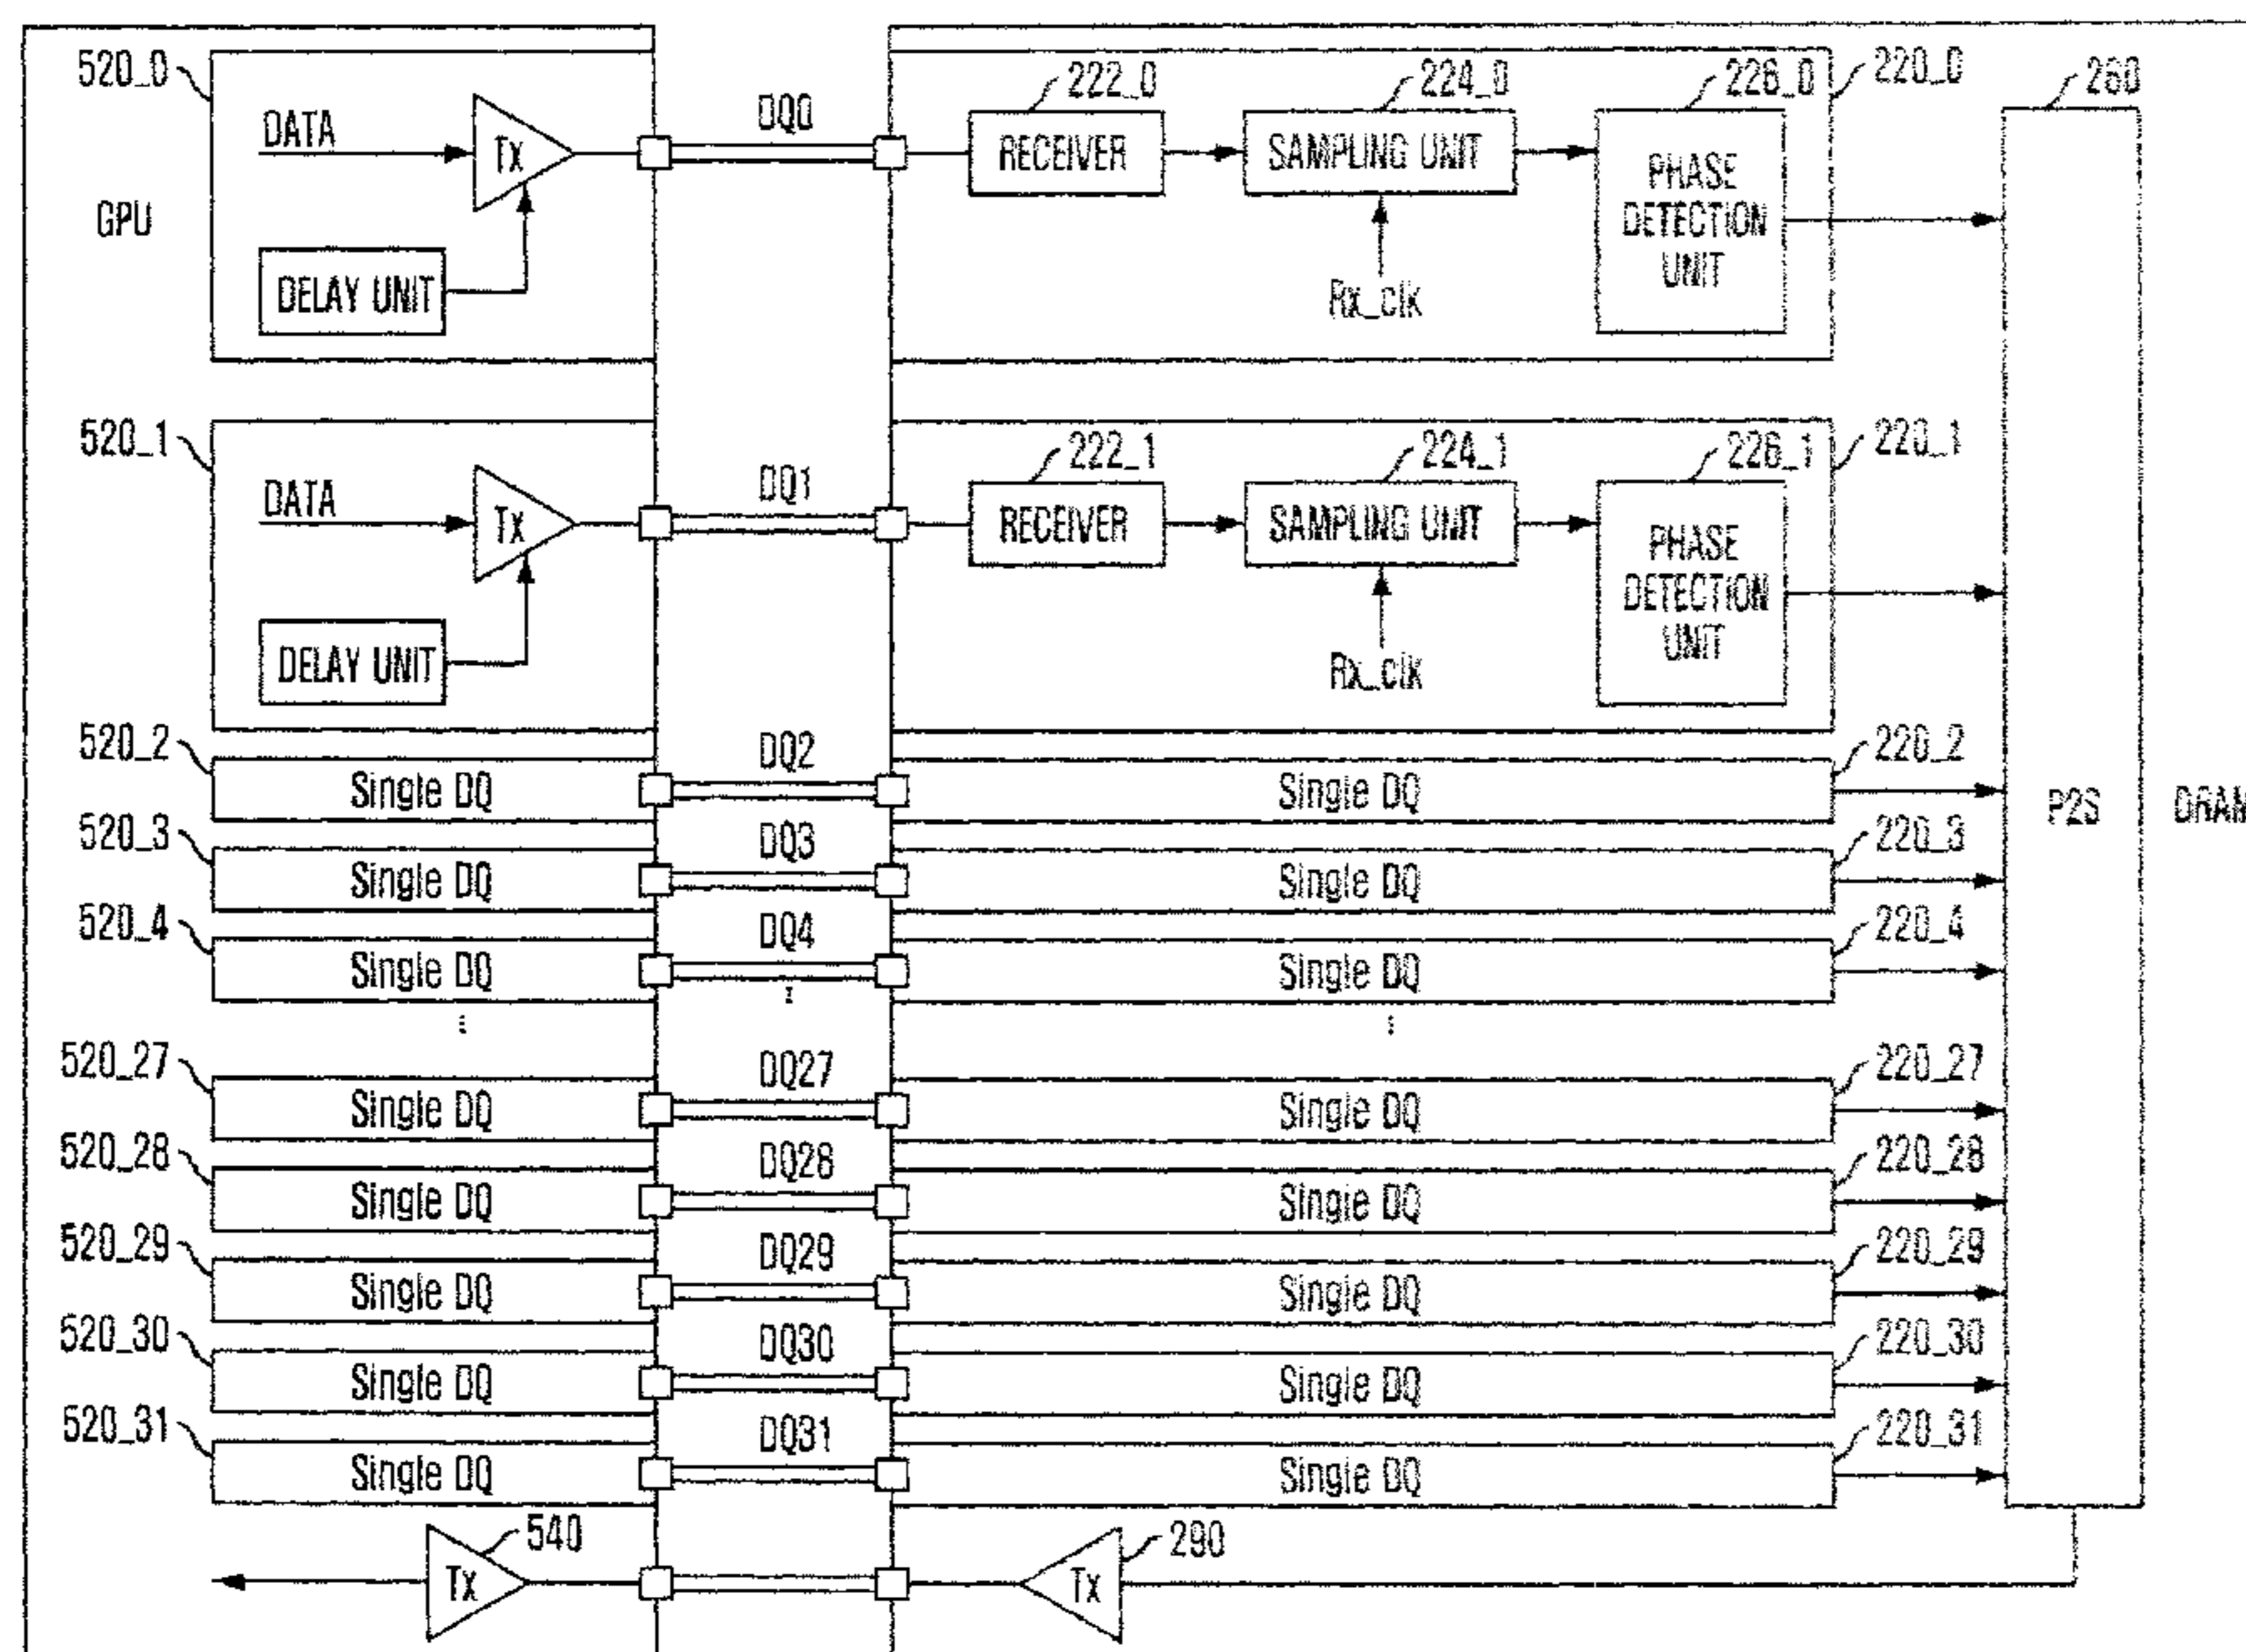 520_0
DATA
Tx
GPU
DELAY UNIT
DQ0
222_0
RECEIVER
224_0
SAMPLING UNIT
Rx_clk
226_0
PHASE
DETECTION
UNIT
220_0
260
520_1
DATA
Tx
DELAY UNIT
DQ1
222_1
RECEIVER
224_1
SAMPLING UNIT
Rx_clk
226_1
PHASE
DETECTION
UNIT
220_1
520_2
Single DQ
DQ2
Single DQ
220_2
P2S
DRAM
520_3
Single DQ
DQ3
Single DQ
220_3
520_4
Single DQ
DQ4
Single DQ
220_4
520_27
Single DQ
DQ27
Single DQ
220_27
520_28
Single DQ
DQ28
Single DQ
220_28
520_29
Single DQ
DQ29
Single DQ
220_29
520_30
Single DQ
DQ30
Single DQ
220_30
520_31
Single DQ
DQ31
Single DQ
220_31
540
Tx
290
Tx